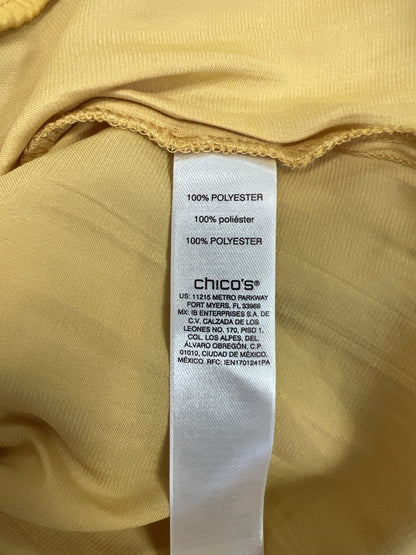 100% POLYESTER
100% poliéster
100% POLYESTER
chico's®
US: 11215 METRO PARKWAY
FORT MYERS, FL 33966
MX: IB ENTERPRISES S.A. DE
C.V. CALZADA DE LOS
LEONES NO. 170, PISO 1,
COL. LOS ALPES, DEL.
ÁLVARO OBREGÓN, C.P.
01010, CIUDAD DE MÉXICO,
MÉXICO. RFC: IEN1701241PA